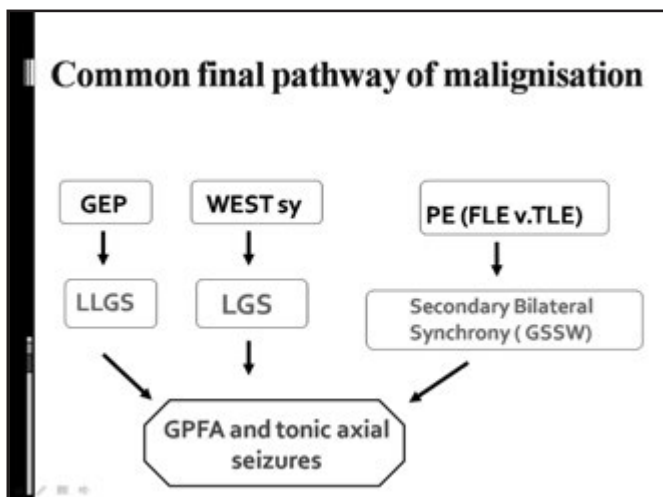 Common final pathway of malignisation
GEP
WEST sy
PE (FLE v.TLE)
LLGS
LGS
Secondary Bilateral
Synchrony ( GSSW)
GPFA and tonic axial
seizures